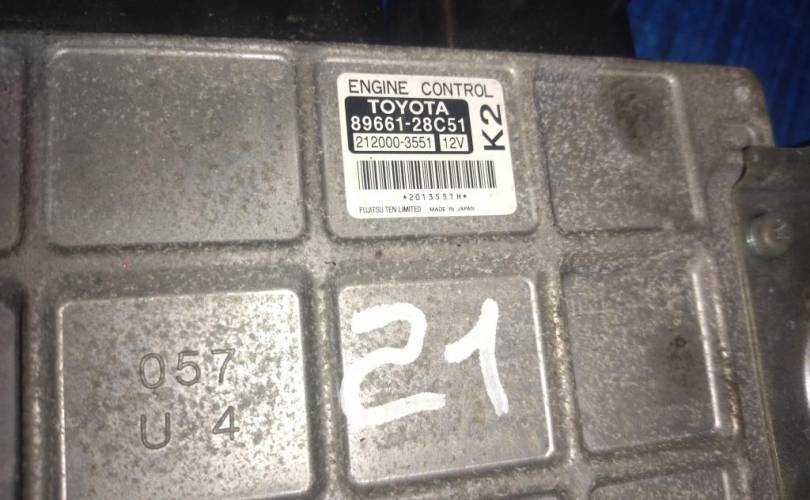 ENGINE CONTROL
TOYOTA
89661-28C51
212000-3551 12V
K2
*2013551H*
FUJITSU TEN LIMITED MADE IN JAPAN
21
057
U 4